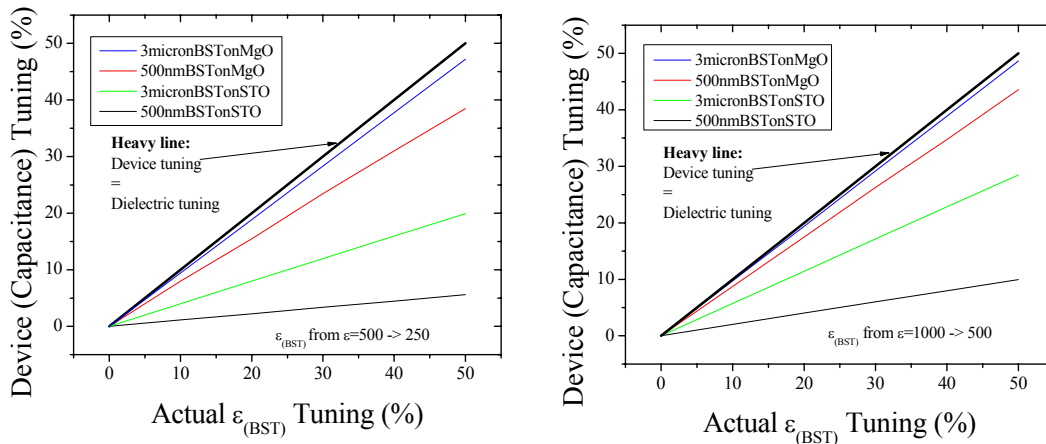 Device (Capacitance) Tuning (%)
50
40
30
20
10
0
3micronBSTonMgO
500nmBSTonMgO
3micronBSTonSTO
500nmBSTonSTO
Heavy line:
Device tuning
=
Dielectric tuning
ε(BST) from ε=500 -> 250
0 10 20 30 40 50
Actual ε(BST) Tuning (%)
Device (Capacitance) Tuning (%)
50
40
30
20
10
0
3micronBSTonMgO
500nmBSTonMgO
3micronBSTonSTO
500nmBSTonSTO
Heavy line:
Device tuning
=
Dielectric tuning
ε(BST) from ε=1000 -> 500
0 10 20 30 40 50
Actual ε(BST) Tuning (%)